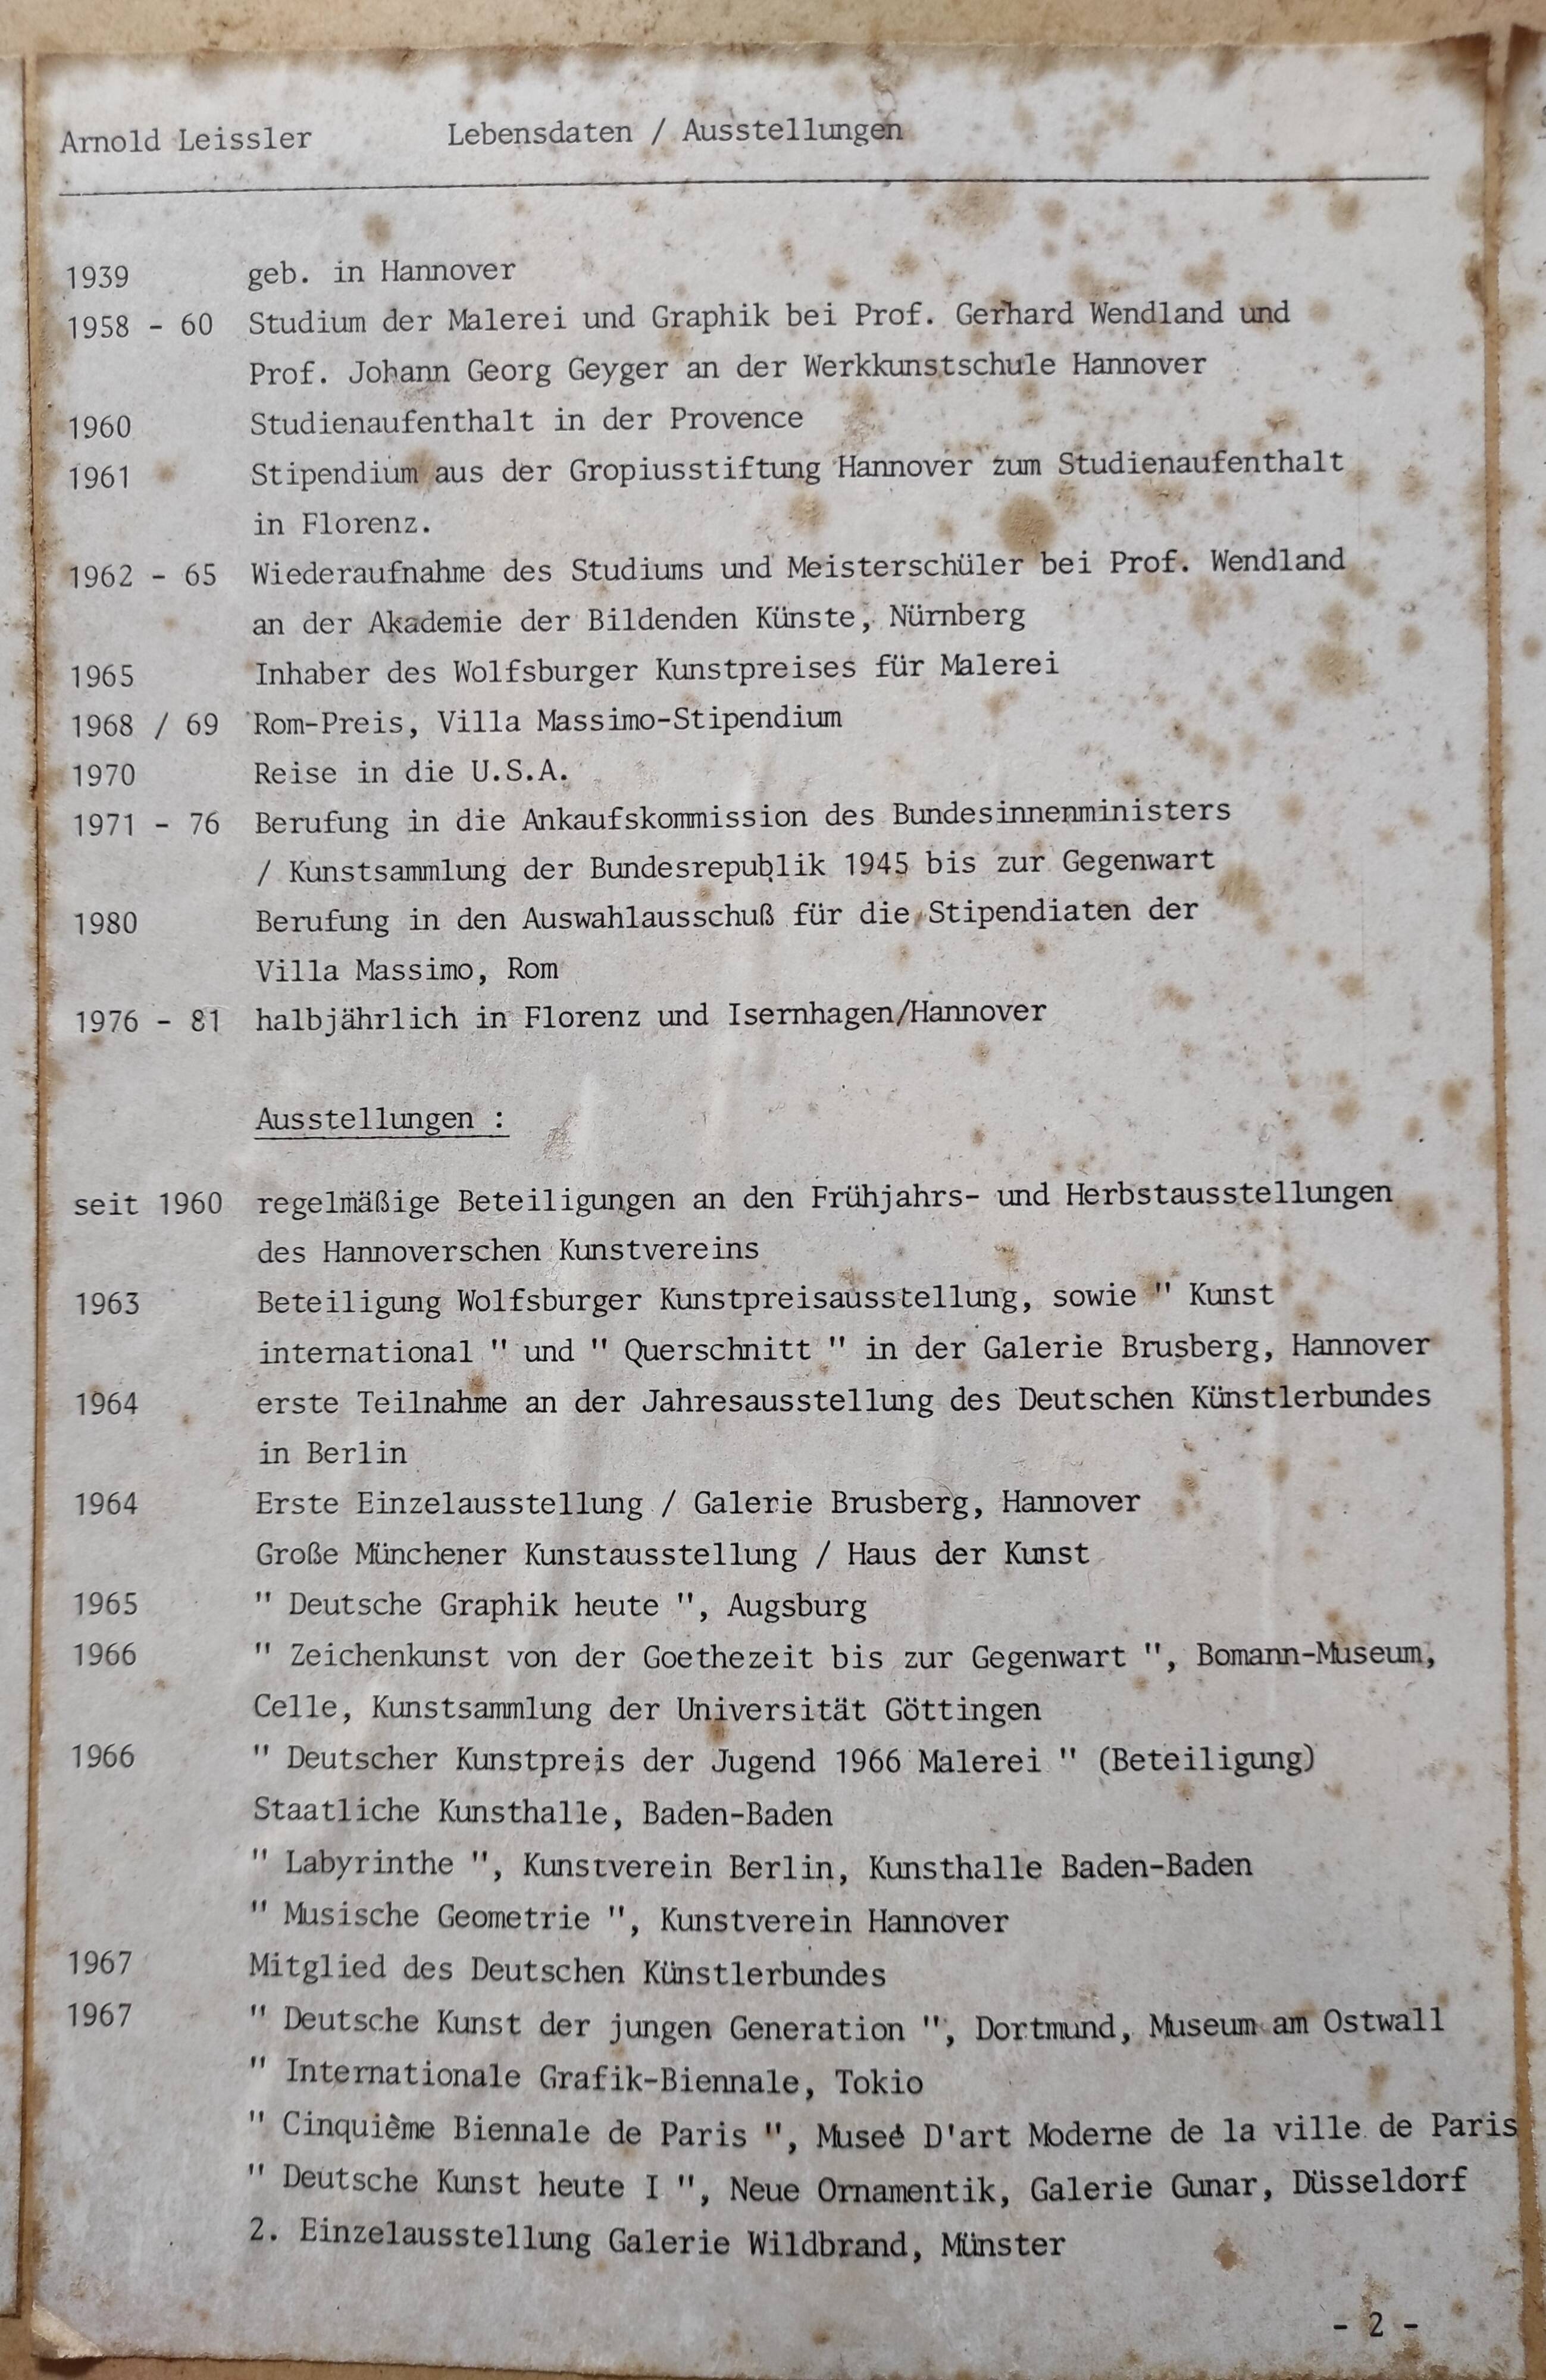 Arnold Leissler Lebensdaten / Ausstellungen
1939 geb. in Hannover
1958 - 60 Studium der Malerei und Graphik bei Prof. Gerhard Wendland und
Prof. Johann Georg Geyger an der Werkkunstschule Hannover
1960 Studienaufenthalt in der Provence
1961 Stipendium aus der Gropiusstiftung Hannover zum Studienaufenthalt
in Florenz.
1962 - 65 Wiederaufnahme des Studiums und Meisterschüler bei Prof. Wendland
an der Akademie der Bildenden Künste, Nürnberg
1965 Inhaber des Wolfsburger Kunstpreises für Malerei
1968 / 69 Rom-Preis, Villa Massimo-Stipendium
1970 Reise in die U.S.A.
1971 - 76 Berufung in die Ankaufskommission des Bundesinnenministers
/ Kunstsammlung der Bundesrepublik 1945 bis zur Gegenwart
1980 Berufung in den Auswahlausschuß für die Stipendiaten der
Villa Massimo, Rom
1976 - 81 halbjährlich in Florenz und Isernhagen/Hannover
Ausstellungen :
seit 1960 regelmäßige Beteiligungen an den Frühjahrs- und Herbstausstellungen
des Hannoverschen Kunstvereins
1963 Beteiligung Wolfsburger Kunstpreisausstellung, sowie " Kunst
international " und " Querschnitt " in der Galerie Brusberg, Hannover
1964 erste Teilnahme an der Jahresausstellung des Deutschen Künstlerbundes
in Berlin
1964 Erste Einzelausstellung / Galerie Brusberg, Hannover
Große Münchener Kunstausstellung / Haus der Kunst
1965 " Deutsche Graphik heute ", Augsburg
1966 " Zeichenkunst von der Goethezeit bis zur Gegenwart ", Bomann-Museum,
Celle, Kunstsammlung der Universität Göttingen
1966 " Deutscher Kunstpreis der Jugend 1966 Malerei " (Beteiligung)
Staatliche Kunsthalle, Baden-Baden
" Labyrinthe ", Kunstverein Berlin, Kunsthalle Baden-Baden
" Musische Geometrie ", Kunstverein Hannover
1967 Mitglied des Deutschen Künstlerbundes
1967 " Deutsche Kunst der jungen Generation ", Dortmund, Museum am Ostwall
" Internationale Grafik-Biennale, Tokio
" Cinquième Biennale de Paris ", Museé D'art Moderne de la ville de Paris
" Deutsche Kunst heute I ", Neue Ornamentik, Galerie Gunar, Düsseldorf
2. Einzelausstellung Galerie Wildbrand, Münster
- 2 -